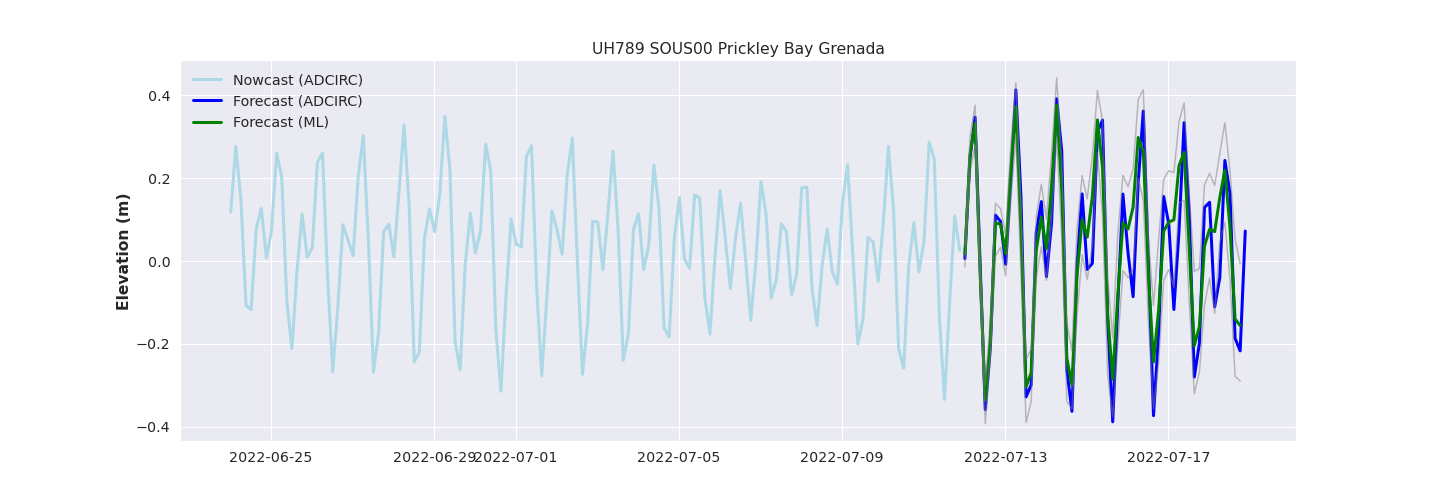 UH789 SOUS00 Prickley Bay Grenada
Nowcast (ADCIRC)
Forecast (ADCIRC)
Forecast (ML)
Elevation (m)
0.4
0.2
0.0
−0.2
−0.4
2022-06-25
2022-06-29
2022-07-01
2022-07-05
2022-07-09
2022-07-13
2022-07-17